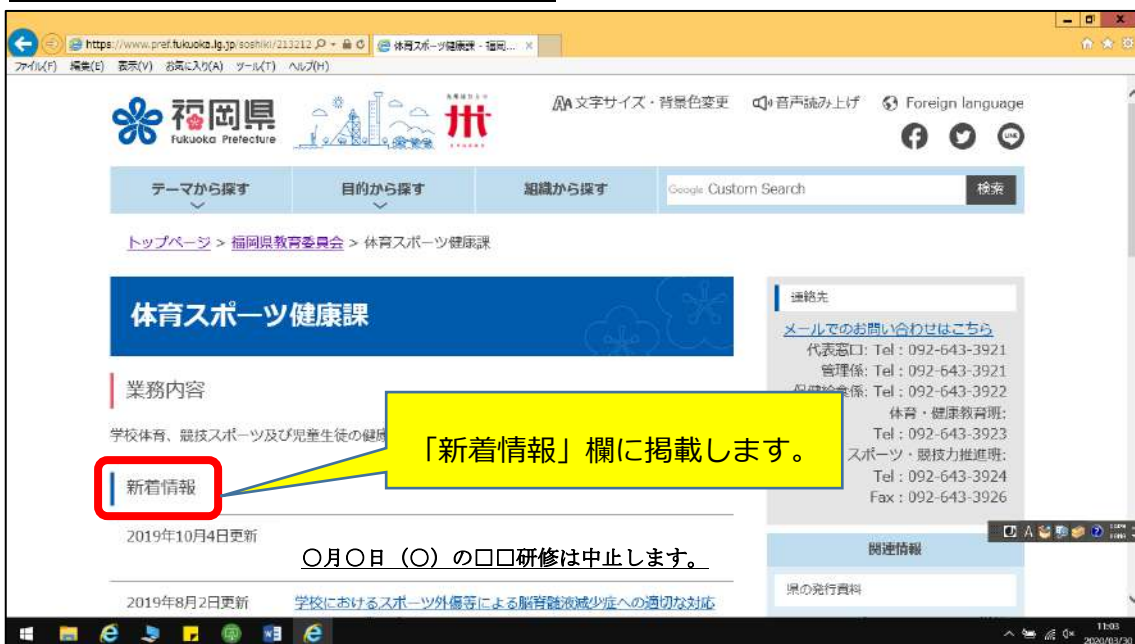 https://www.pref.fukuoka.lg.jp/soshiki/213212
体育スポーツ健康課 - 福岡...
ファイル(F) 編集(E) 表示(V) お気に入り(A) ツール(T) ヘルプ(H)
福岡県
Fukuoka Prefecture
文字サイズ・背景色変更 音声読み上げ Foreign language
テーマから探す 目的から探す 組織から探す Google Custom Search 検索
トップページ > 福岡県教育委員会 > 体育スポーツ健康課
体育スポーツ健康課
連絡先
メールでのお問い合わせはこちら
代表窓口: Tel : 092-643-3921
管理係: Tel : 092-643-3921
Tel : 092-643-3922
体育・健康教育班:
Tel : 092-643-3923
スポーツ・競技力推進班:
Tel : 092-643-3924
Fax : 092-643-3926
業務内容
学校体育、競技スポーツ及び児童生徒の健康
「新着情報」欄に掲載します。
新着情報
2019年10月4日更新
〇月〇日（〇）の□□研修は中止します。
2019年8月2日更新 学校におけるスポーツ外傷等による脳脊髄液減少症への適切な対応
関連情報
県の発行資料
11:03
2020/03/30